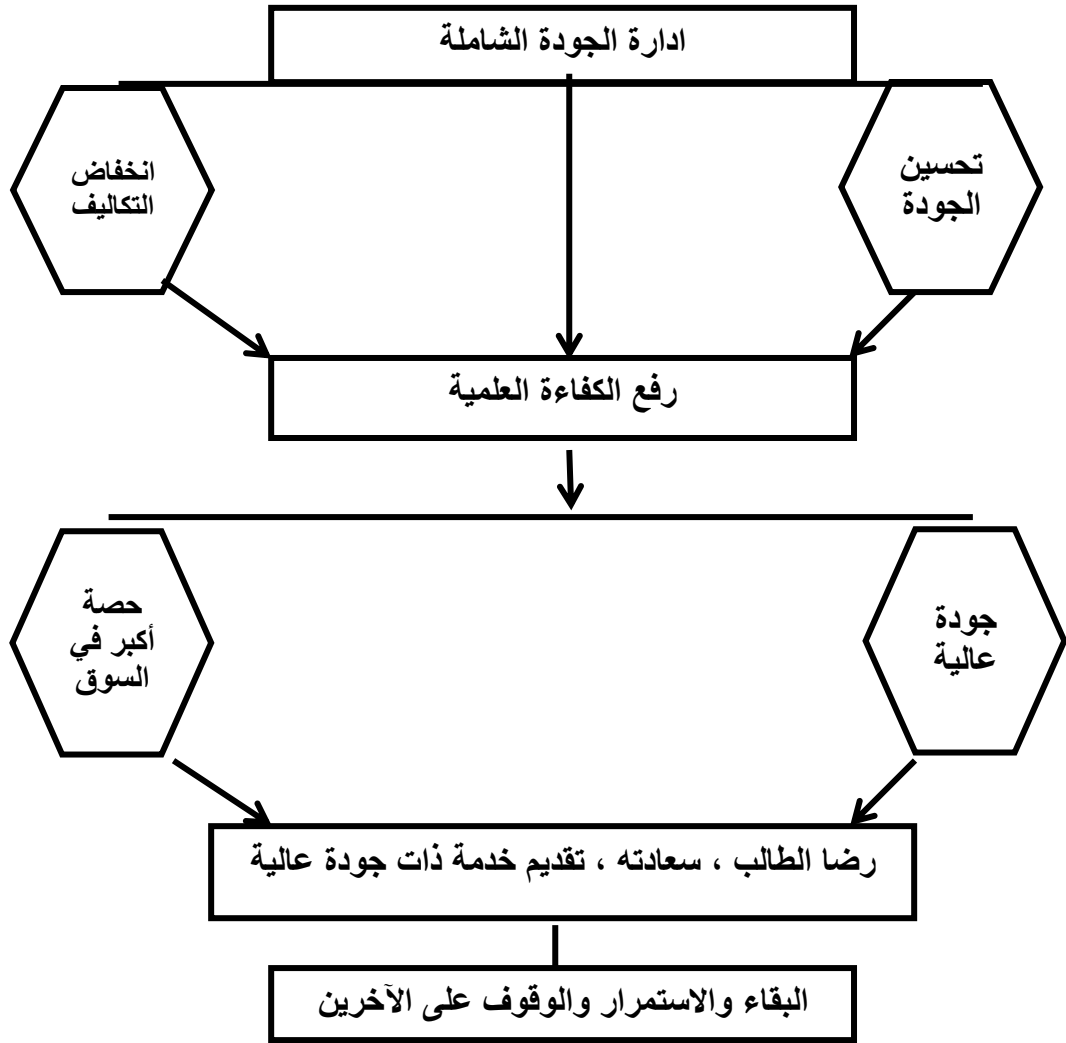 ادارة الجودة الشاملة
تحسين
الجودة
انخفاض
التكاليف
رفع الكفاءة العلمية
جودة
عالية
حصة
أكبر في
السوق
رضا الطالب ، سعادته ، تقديم خدمة ذات جودة عالية
البقاء والاستمرار والوقوف على الآخرين